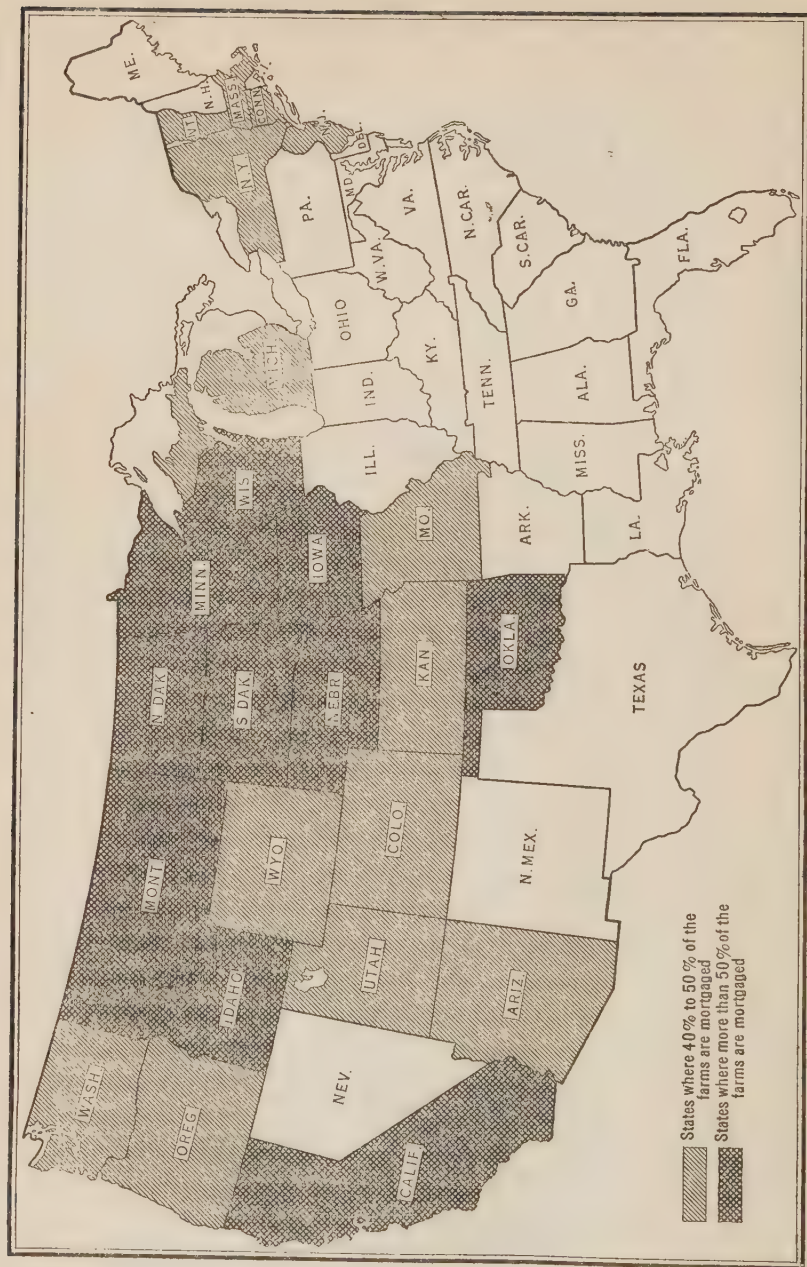 WASH
OREG
CALIF
NEV.
IDAHO
MONT
WYO.
UTAH
ARIZ
COLO.
N.MEX.
N DAK
S DAK
NEBR
KAN
OKLA.
TEXAS
MINN.
IOWA
MO.
ARK.
LA.
WIS
ILL.
MICH
IND.
OHIO
KY.
TENN.
MISS.
ALA.
GA.
FLA.
S.CAR.
N.CAR.
VA.
W.VA.
MD.
DEL.
PA.
N.J.
N.Y.
CONN
R.I.
MASS
VT.
N.H.
ME.
States where 40% to 50% of the
farms are mortgaged
States where more than 50% of the
farms are mortgaged